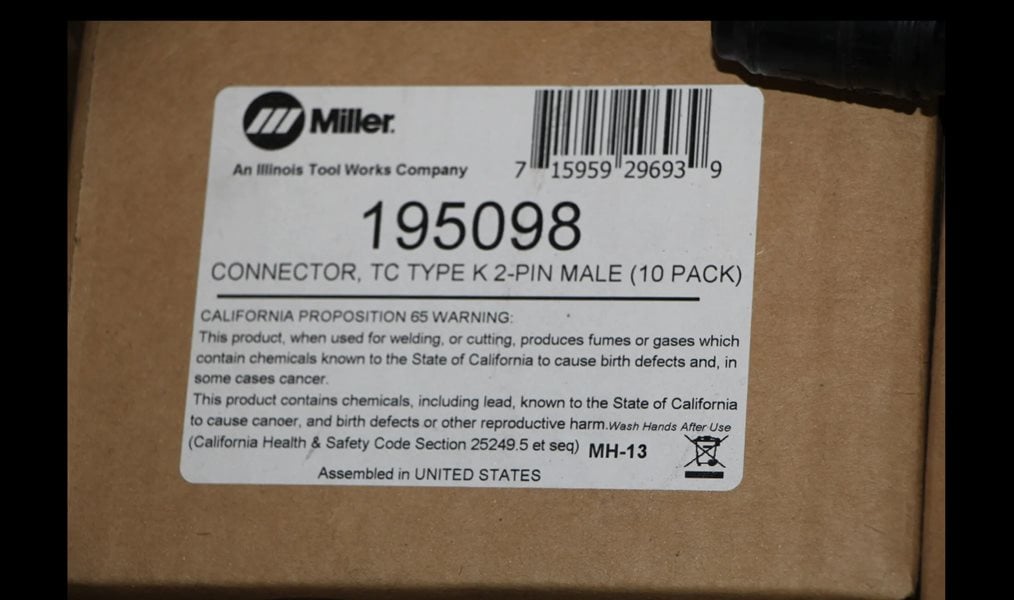 Miller.
An Illinois Tool Works Company
7 15959 29693 9
195098
CONNECTOR, TC TYPE K 2-PIN MALE (10 PACK)
CALIFORNIA PROPOSITION 65 WARNING:
This product, when used for welding, or cutting, produces fumes or gases which
contain chemicals known to the State of California to cause birth defects and, in
some cases cancer.
This product contains chemicals, including lead, known to the State of California
to cause cancer, and birth defects or other reproductive harm.Wash Hands After Use
(California Health & Safety Code Section 25249.5 et seq) MH-13
Assembled in UNITED STATES